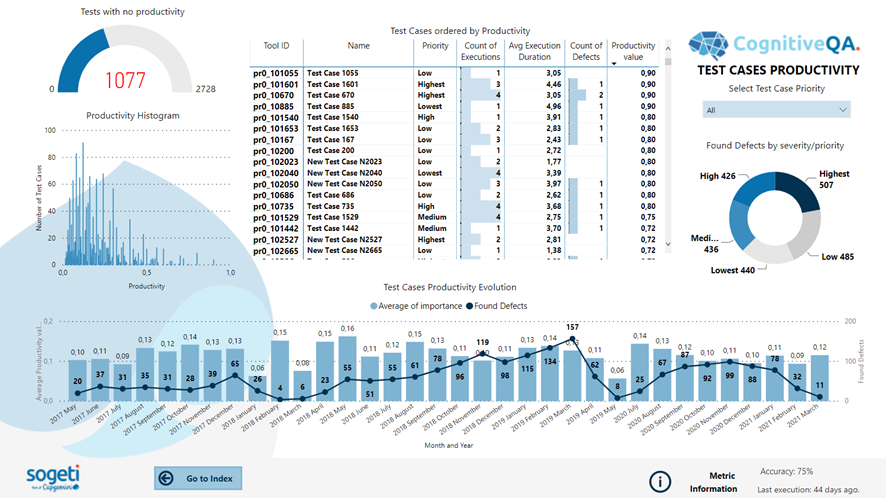 Tests with no productivity
1077
0
2728
Productivity Histogram
Number of Test Cases
100
80
60
40
20
0
0,0
0,5
1,0
Productivity
Test Cases ordered by Productivity
Tool ID Name Priority Count of Executions Avg Execution Duration Count of Defects Productivity value
pr0_101055 Test Case 1055 Low 1 3,05 0,90
pr0_101601 Test Case 1601 Highest 3 4,46 1 0,90
pr0_10670 Test Case 670 Highest 4 3,05 2 0,90
pr0_10885 Test Case 885 Lowest 1 4,96 1 0,90
pr0_101540 Test Case 1540 High 1 3,91 1 0,80
pr0_101653 Test Case 1653 Low 2 2,83 1 0,80
pr0_10167 Test Case 167 Low 3 2,43 1 0,80
pr0_10200 Test Case 200 Low 1 2,72 0,80
pr0_102023 New Test Case N2023 Low 2 1,77 0,80
pr0_102040 New Test Case N2040 Lowest 4 3,39 0,80
pr0_102050 New Test Case N2050 Low 3 3,97 1 0,80
pr0_10686 Test Case 686 Low 2 2,62 1 0,80
pr0_10735 Test Case 735 High 4 3,68 1 0,80
pr0_101529 Test Case 1529 Medium 4 2,75 1 0,75
pr0_101442 Test Case 1442 Medium 1 3,70 1 0,72
pr0_102527 New Test Case N2527 Highest 2 2,81 0,72
pr0_102665 New Test Case N2665 Low 1 1,38 0,72
CognitiveQA.
TEST CASES PRODUCTIVITY
Select Test Case Priority
All
Found Defects by severity/priority
High 426
Highest
507
Medi...
436
Low 485
Lowest 440
Test Cases Productivity Evolution
Average of importance Found Defects
Average Productivity val...
0,2
0,1
0,0
0,10 0,11 0,09 0,13 0,12 0,14 0,13 0,13 0,06 0,15 0,08 0,15 0,16 0,11 0,12 0,15 0,13 0,11 0,10 0,11 0,13 0,14 0,13 0,11 0,06 0,14 0,13 0,12 0,10 0,11 0,10 0,11 0,09 0,12
20 37 31 35 31 28 39 65 26 4 6 23 55 51 55 61 78 96 119 98 115 134 157 62 8 25 67 87 92 99 88 78 32 11
200
100
0
Found Defects
2017 May 2017 June 2017 July 2017 August 2017 September 2017 October 2017 November 2017 December 2018 January 2018 February 2018 March 2018 April 2018 May 2018 June 2018 July 2018 August 2018 September 2018 October 2018 November 2018 December 2019 January 2019 February 2019 March 2019 April 2019 May 2020 July 2020 August 2020 September 2020 October 2020 November 2020 December 2021 January 2021 February 2021 March
Month and Year
sogeti
Part of Capgemini
Go to Index
Metric
Information
Accuracy: 75%
Last execution: 44 days ago.